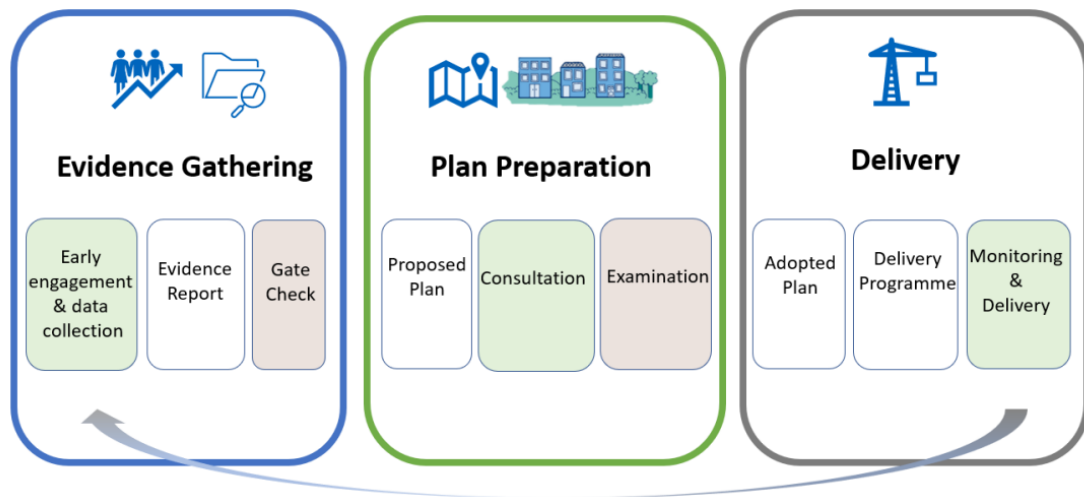 Evidence Gathering
Early
engagement
& data
collection
Evidence
Report
Gate
Check
Plan Preparation
Proposed
Plan
Consultation
Examination
Delivery
Adopted
Plan
Delivery
Programme
Monitoring
&
Delivery